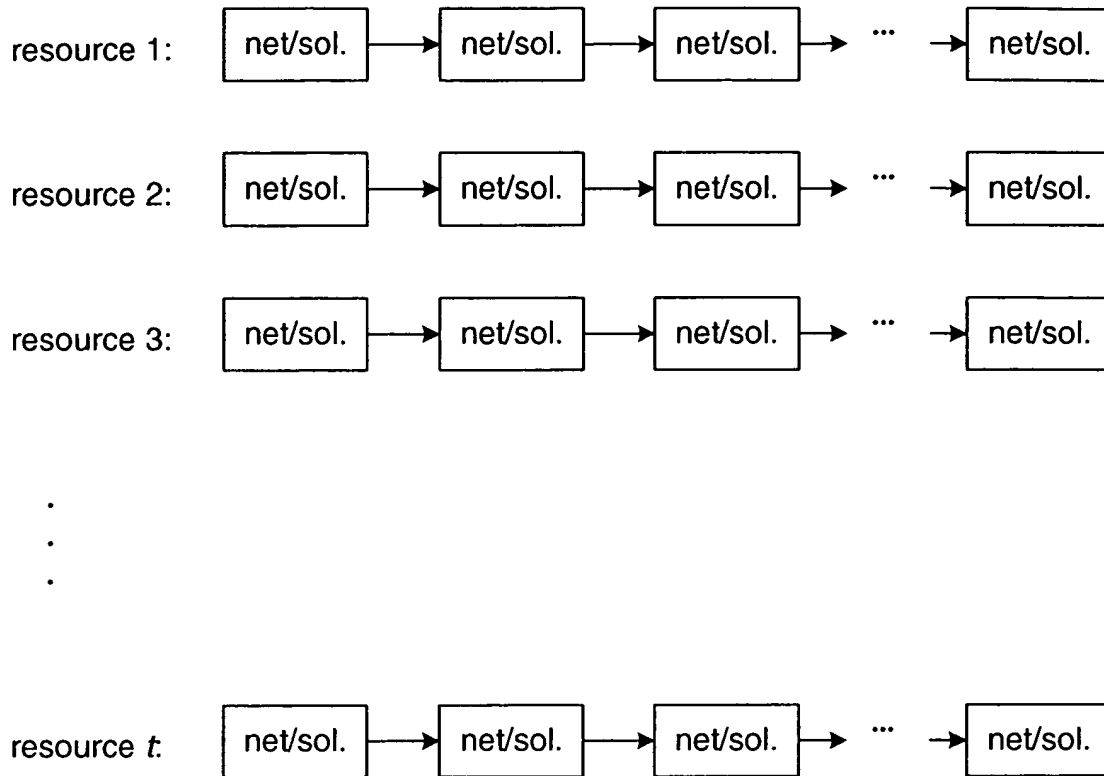 resource 1: net/sol. net/sol. net/sol. ... net/sol.
resource 2: net/sol. net/sol. net/sol. ... net/sol.
resource 3: net/sol. net/sol. net/sol. ... net/sol.
.
.
.
resource t: net/sol. net/sol. net/sol. ... net/sol.